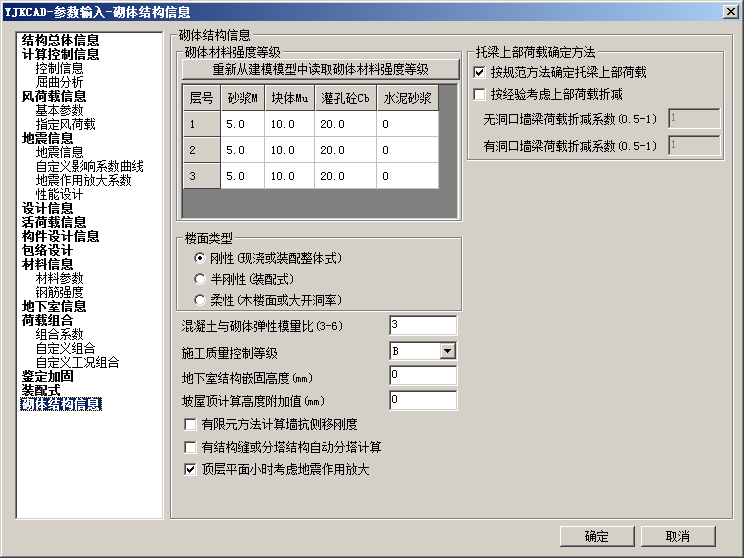 YJKCAD-参数输入-砌体结构信息
结构总体信息
计算控制信息
控制信息
屈曲分析
风荷载信息
基本参数
指定风荷载
地震信息
地震信息
自定义影响系数曲线
地震作用放大系数
性能设计
设计信息
活荷载信息
构件设计信息
包络设计
材料信息
材料参数
钢筋强度
地下室信息
荷载组合
组合系数
自定义组合
自定义工况组合
鉴定加固
装配式
砌体结构信息
砌体结构信息
砌体材料强度等级
重新从建模模型中读取砌体材料强度等级
层号 砂浆M 块体Mu 灌孔砼Cb 水泥砂浆
1 5.0 10.0 20.0 0
2 5.0 10.0 20.0 0
3 5.0 10.0 20.0 0
楼面类型
刚性(现浇或装配整体式)
半刚性(装配式)
柔性(木楼面或大开洞率)
混凝土与砌体弹性模量比(3-6) 3
施工质量控制等级 B
地下室结构嵌固高度(mm) 0
坡屋顶计算高度附加值(mm) 0
有限元方法计算墙抗侧移刚度
有结构缝或分塔结构自动分塔计算
顶层平面小时考虑地震作用放大
托梁上部荷载确定方法
按规范方法确定托梁上部荷载
按经验考虑上部荷载折减
无洞口墙梁荷载折减系数(0.5-1) 1
有洞口墙梁荷载折减系数(0.5-1) 1
确定 取消